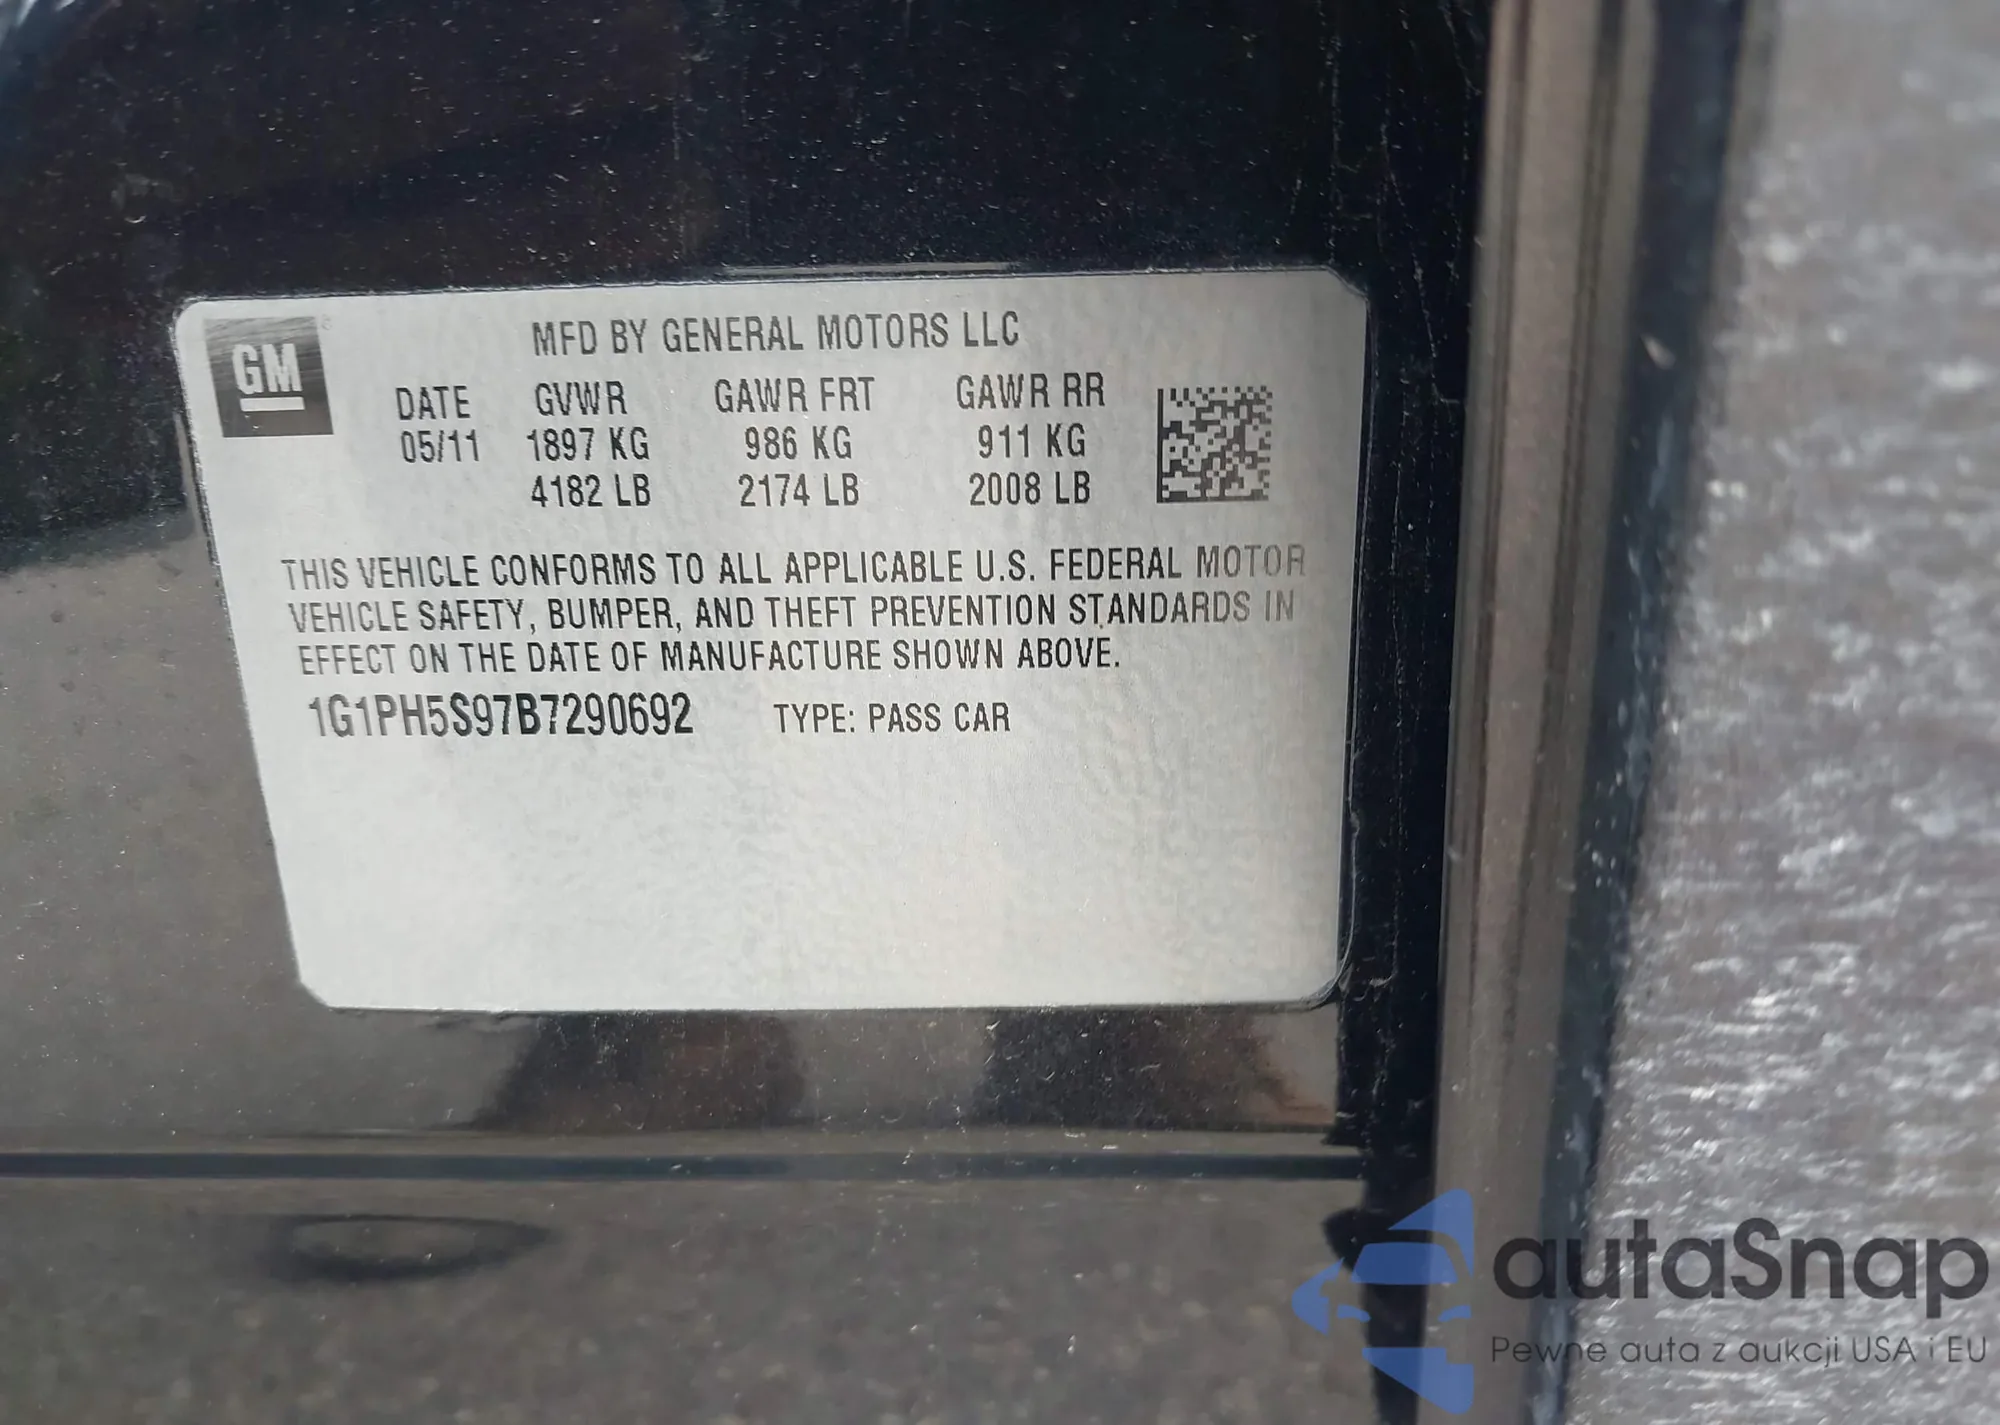 GM
MFD BY GENERAL MOTORS LLC
DATE GVWR GAWR FRT GAWR RR
05/11 1897 KG 986 KG 911 KG
4182 LB 2174 LB 2008 LB
THIS VEHICLE CONFORMS TO ALL APPLICABLE U.S. FEDERAL MOTOR
VEHICLE SAFETY, BUMPER, AND THEFT PREVENTION STANDARDS IN
EFFECT ON THE DATE OF MANUFACTURE SHOWN ABOVE.
1G1PH5S97B7290692 TYPE: PASS CAR
autaSnap
Pewne auta z aukcji USA i EU